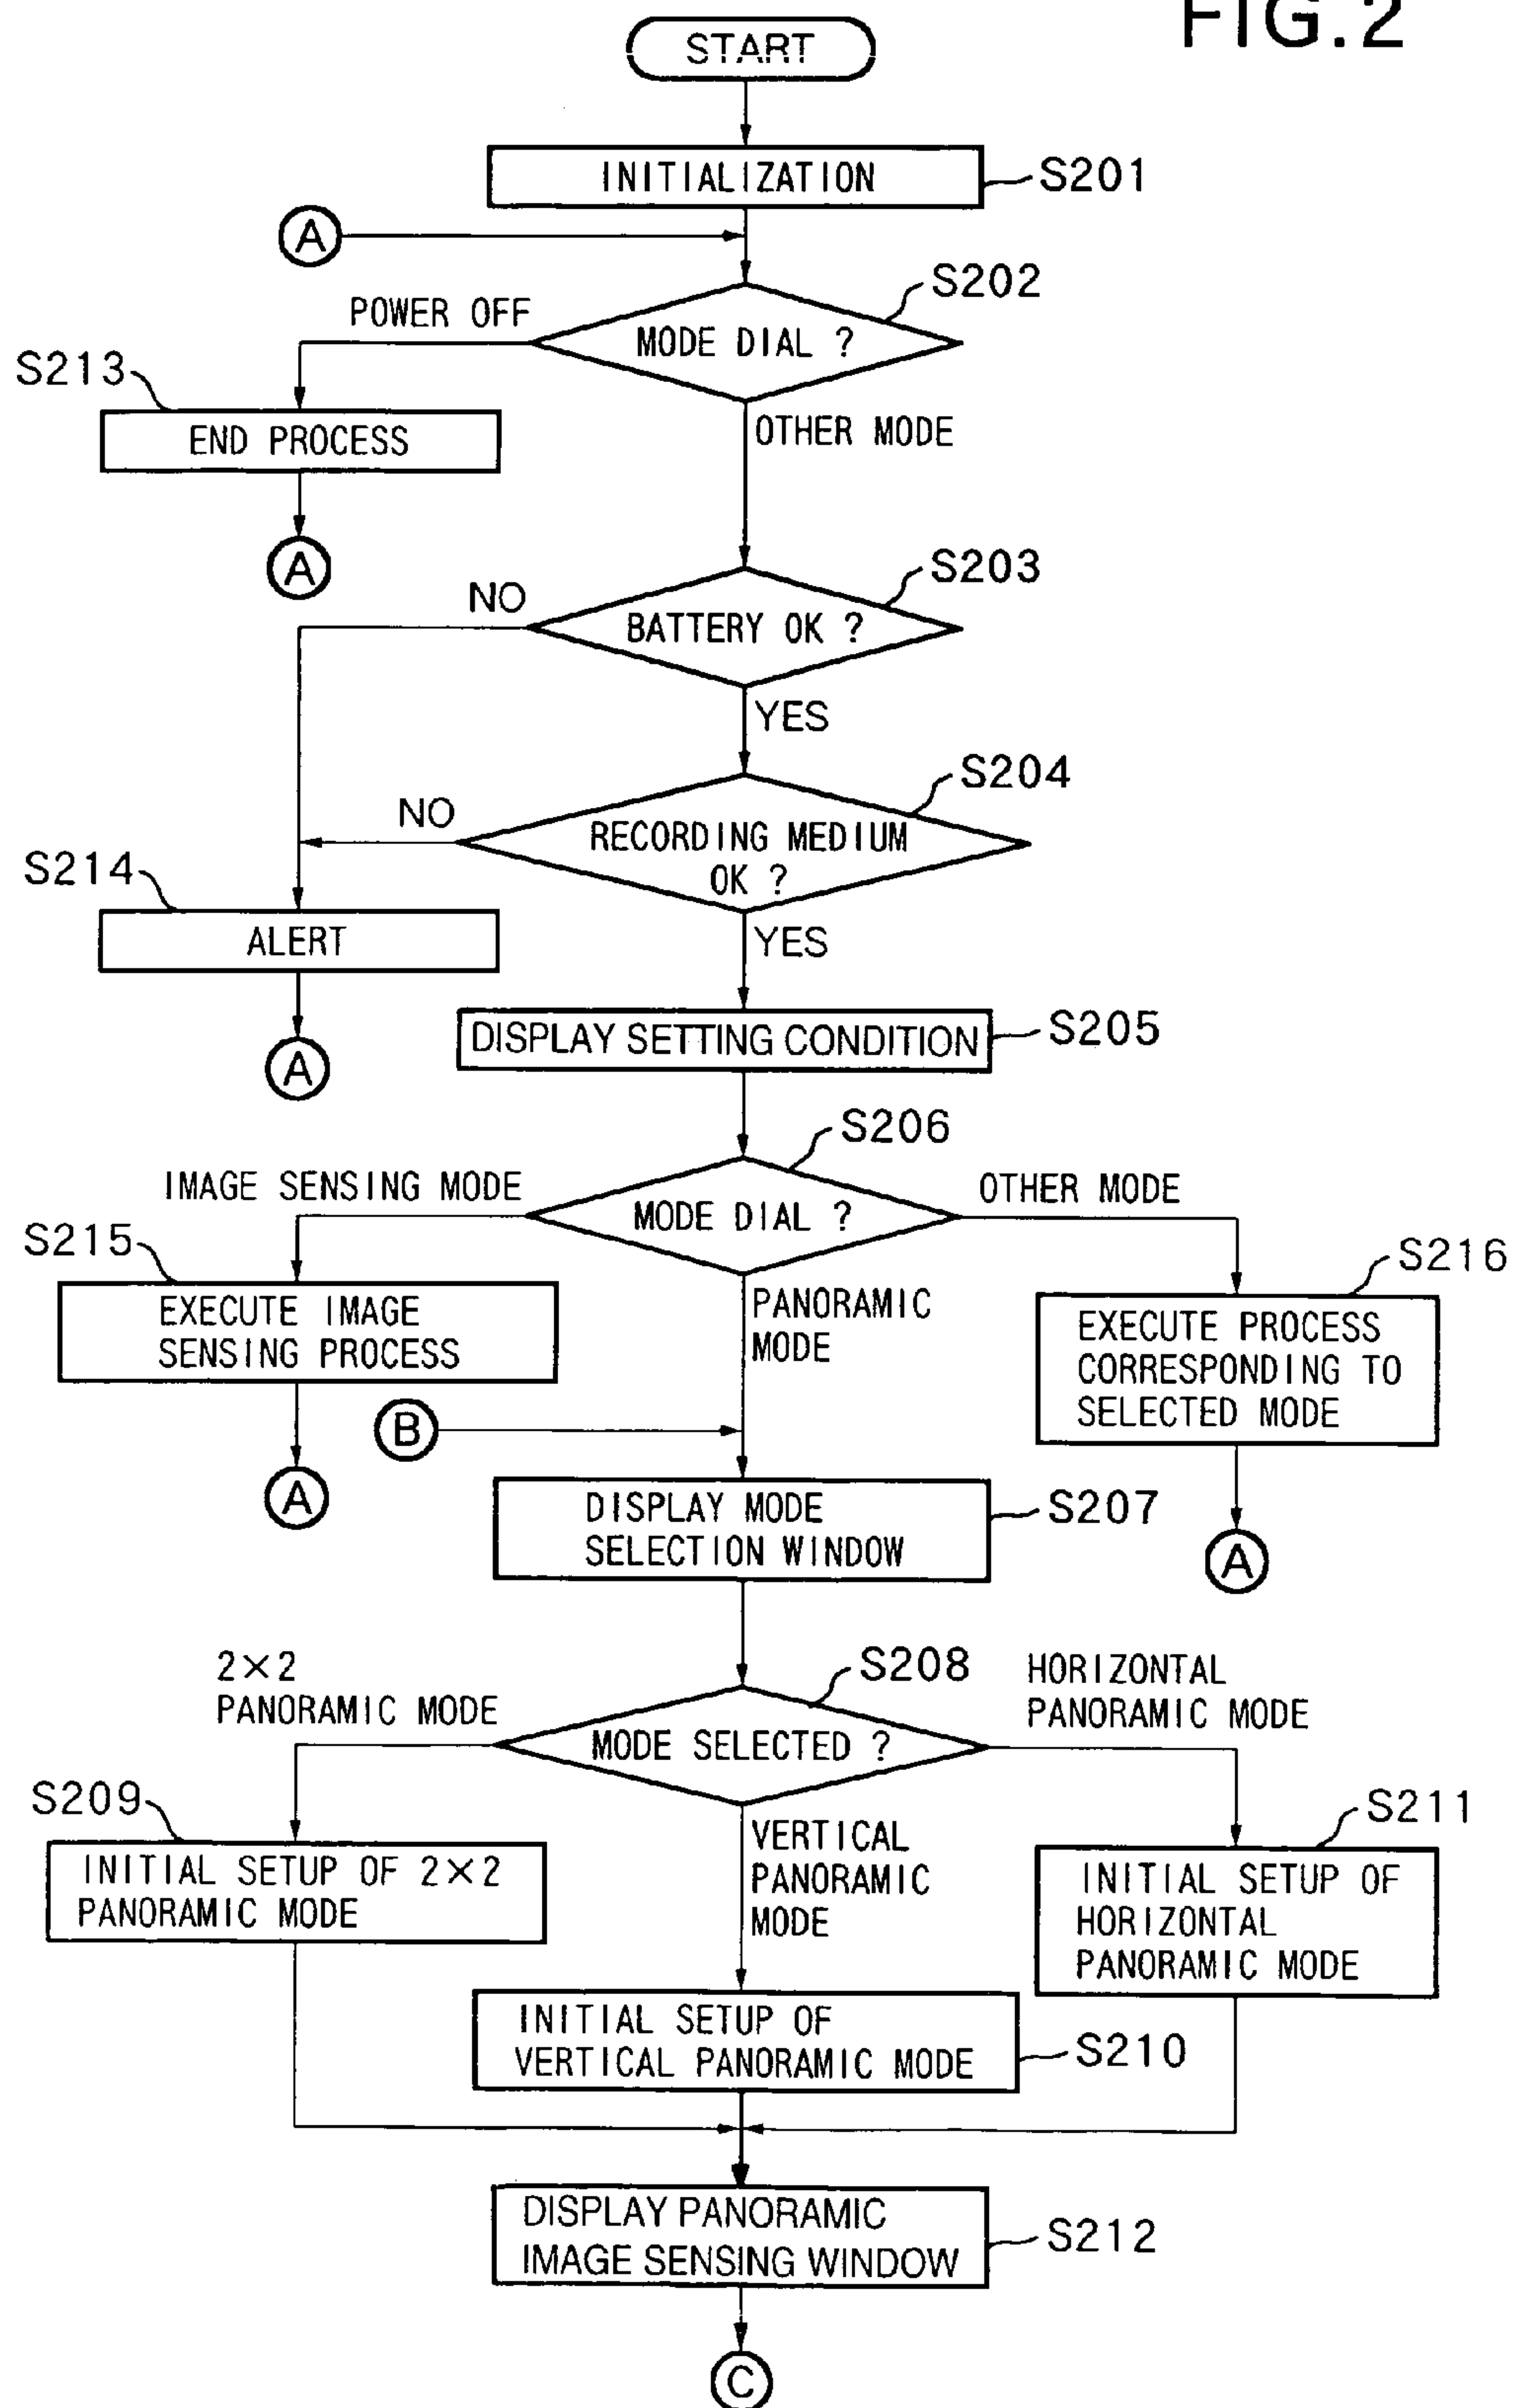 FIG.2
START
INITIALIZATION
S201
A
S202
POWER OFF
MODE DIAL ?
S213
END PROCESS
OTHER MODE
A
S203
NO
BATTERY OK ?
YES
S204
NO
RECORDING MEDIUM
OK ?
S214
ALERT
YES
A
DISPLAY SETTING CONDITION
S205
S206
IMAGE SENSING MODE
MODE DIAL ?
OTHER MODE
S215
EXECUTE IMAGE
SENSING PROCESS
PANORAMIC
MODE
S216
EXECUTE PROCESS
CORRESPONDING TO
SELECTED MODE
B
A
DISPLAY MODE
SELECTION WINDOW
S207
A
S208
2×2
PANORAMIC MODE
MODE SELECTED ?
HORIZONTAL
PANORAMIC MODE
S209
INITIAL SETUP OF 2×2
PANORAMIC MODE
VERTICAL
PANORAMIC
MODE
S211
INITIAL SETUP OF
HORIZONTAL
PANORAMIC MODE
INITIAL SETUP OF
VERTICAL PANORAMIC MODE
S210
DISPLAY PANORAMIC
IMAGE SENSING WINDOW
S212
C